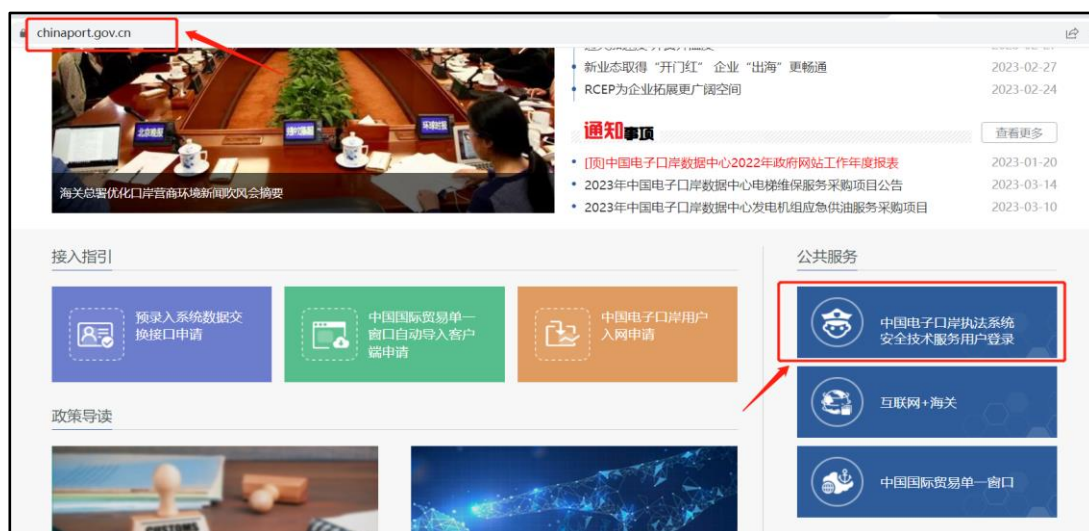 chinaport.gov.cn
新业态取得“开门红” 企业“出海”更畅通 2023-02-27
RCEP为企业拓展更广阔空间 2023-02-24
通知事项 查看更多
[顶]中国电子口岸数据中心2022年政府网站工作年度报表 2023-01-20
2023年中国电子口岸数据中心电梯维保服务采购项目公告 2023-03-14
2023年中国电子口岸数据中心发电机组应急供油服务采购项目 2023-03-10
北京晚报
环球时报
海关总署优化口岸营商环境新闻吹风会摘要
接入指引
预录入系统数据交
换接口申请
中国国际贸易单一
窗口自动导入客户
端申请
中国电子口岸用户
入网申请
公共服务
中国电子口岸执法系统
安全技术服务用户登录
互联网+海关
中国国际贸易单一窗口
政策导读
CUSTOMS